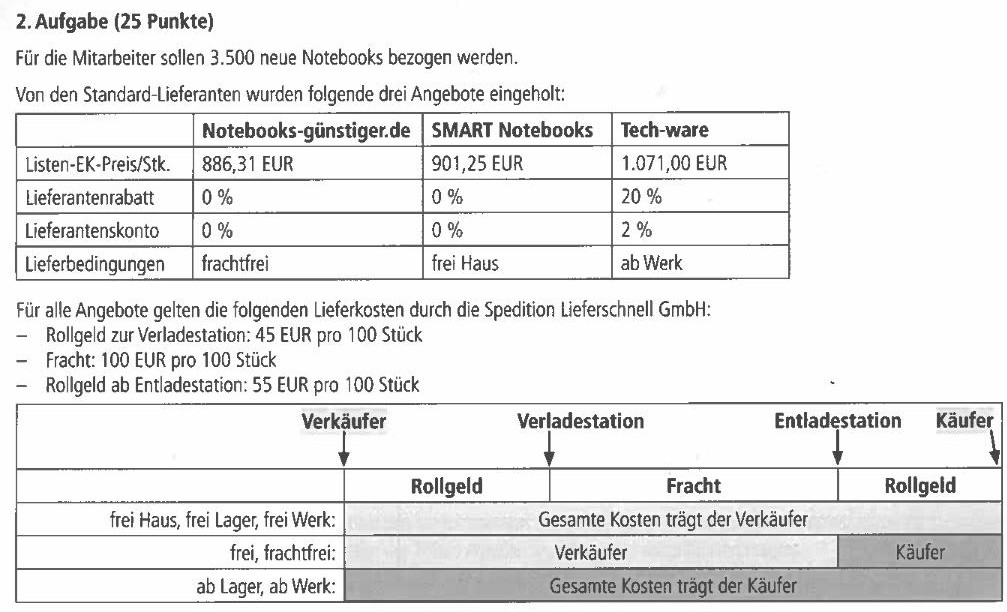 2. Aufgabe (25 Punkte)
Für die Mitarbeiter sollen 3.500 neue Notebooks bezogen werden.
Von den Standard-Lieferanten wurden folgende drei Angebote eingeholt:
Notebooks-günstiger.de SMART Notebooks Tech-ware
Listen-EK-Preis/Stk. 886,31 EUR 901,25 EUR 1.071,00 EUR
Lieferantenrabatt 0 % 0 % 20 %
Lieferantenskonto 0 % 0 % 2 %
Lieferbedingungen frachtfrei frei Haus ab Werk
Für alle Angebote gelten die folgenden Lieferkosten durch die Spedition Lieferschnell GmbH:
– Rollgeld zur Verladestation: 45 EUR pro 100 Stück
– Fracht: 100 EUR pro 100 Stück
– Rollgeld ab Entladestation: 55 EUR pro 100 Stück
Verkäufer Verladestation Entladestation Käufer
Rollgeld Fracht Rollgeld
frei Haus, frei Lager, frei Werk: Gesamte Kosten trägt der Verkäufer
frei, frachtfrei: Verkäufer Käufer
ab Lager, ab Werk: Gesamte Kosten trägt der Käufer